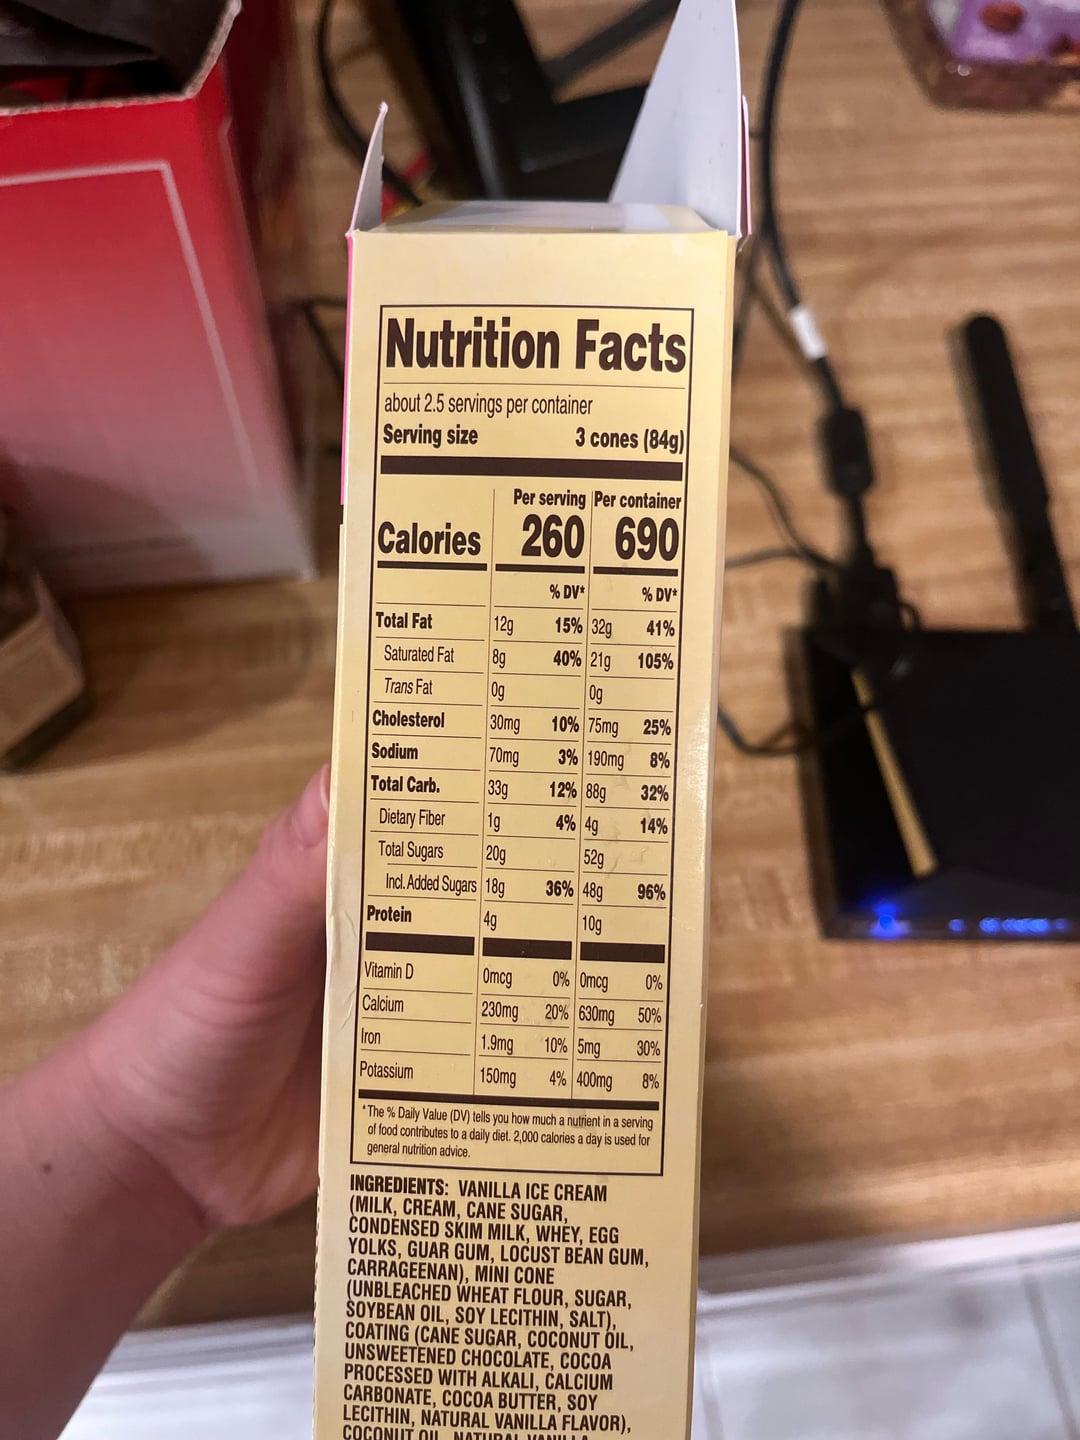 Nutrition Facts
about 2.5 servings per container
Serving size 3 cones (84g)
Per serving Per container
Calories 260 690
% DV* % DV*
Total Fat 12g 15% 32g 41%
Saturated Fat 8g 40% 21g 105%
Trans Fat 0g 0g
Cholesterol 30mg 10% 75mg 25%
Sodium 70mg 3% 190mg 8%
Total Carb. 33g 12% 88g 32%
Dietary Fiber 1g 4% 4g 14%
Total Sugars 20g 52g
Incl. Added Sugars 18g 36% 48g 96%
Protein 4g 10g
Vitamin D 0mcg 0% 0mcg 0%
Calcium 230mg 20% 630mg 50%
Iron 1.9mg 10% 5mg 30%
Potassium 150mg 4% 400mg 8%
*The % Daily Value (DV) tells you how much a nutrient in a serving
of food contributes to a daily diet. 2,000 calories a day is used for
general nutrition advice.
INGREDIENTS: VANILLA ICE CREAM
(MILK, CREAM, CANE SUGAR,
CONDENSED SKIM MILK, WHEY, EGG
YOLKS, GUAR GUM, LOCUST BEAN GUM,
CARRAGEENAN), MINI CONE
(UNBLEACHED WHEAT FLOUR, SUGAR,
SOYBEAN OIL, SOY LECITHIN, SALT),
COATING (CANE SUGAR, COCONUT OIL,
UNSWEETENED CHOCOLATE, COCOA
PROCESSED WITH ALKALI, CALCIUM
CARBONATE, COCOA BUTTER, SOY
LECITHIN, NATURAL VANILLA FLAVOR),
COCONUT OIL, NATURAL VANILLA